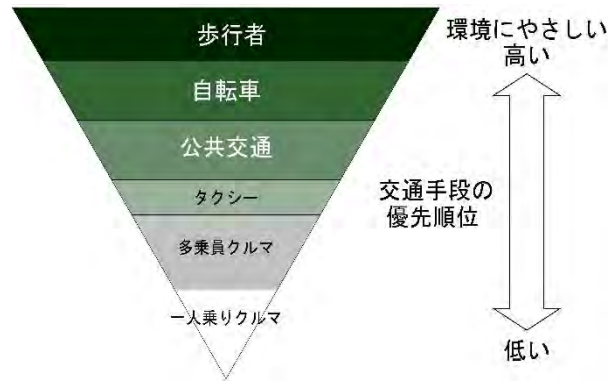 歩行者
自転車
公共交通
タクシー
多乗員クルマ
一人乗りクルマ
環境にやさしい
高い
交通手段の
優先順位
低い